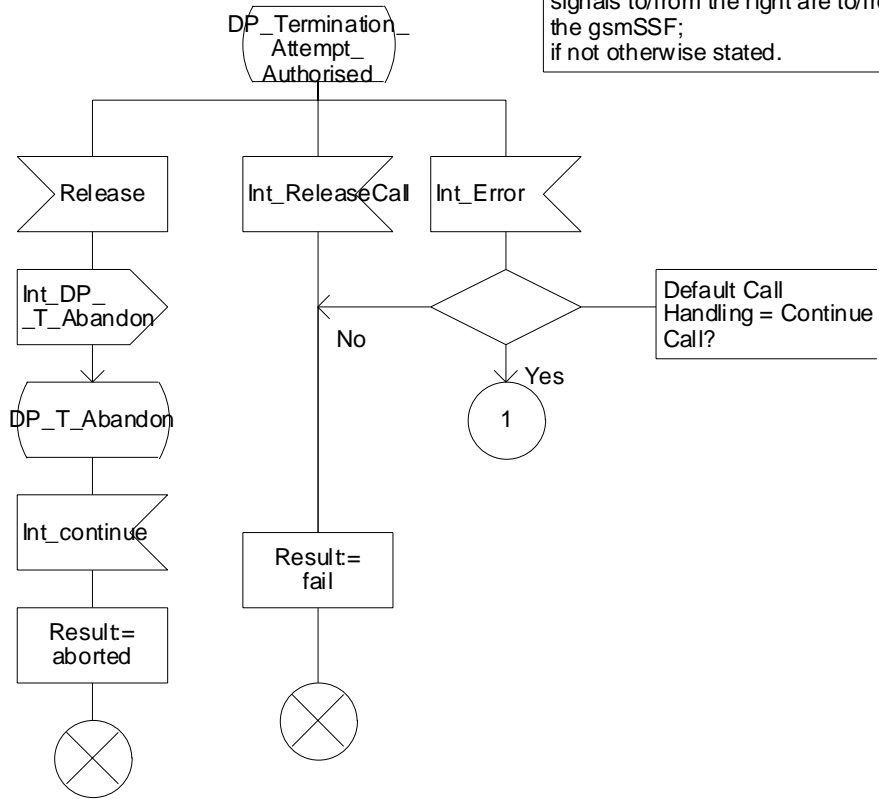 signals to/from the right are to/fro
the gsmSSF;
if not otherwise stated.
DP_Termination_
Attempt_
Authorised
Release
Int_ReleaseCall
Int_Error
Int_DP_
_T_Abandon
Default Call
Handling = Continue
Call?
No
Yes
DP_T_Abandon
1
Int_continue
Result:=
fail
Result:=
aborted